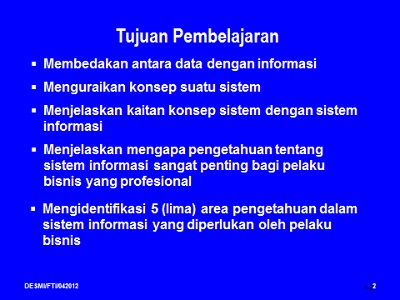 Tujuan Pembelajaran
▪ Membedakan antara data dengan informasi
▪ Menguraikan konsep suatu sistem
▪ Menjelaskan kaitan konsep sistem dengan sistem
informasi
▪ Menjelaskan mengapa pengetahuan tentang
sistem informasi sangat penting bagi pelaku
bisnis yang profesional
▪ Mengidentifikasi 5 (lima) area pengetahuan dalam
sistem informasi yang diperlukan oleh pelaku
bisnis
DESMI/FTI/042012 2